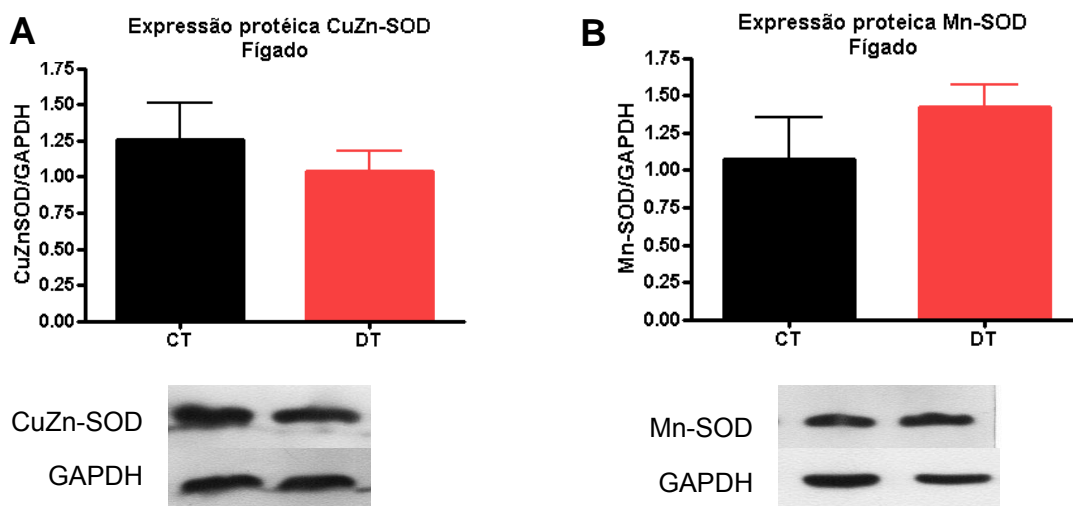 A
Expressão protéica CuZn-SOD
Fígado
CuZnSOD/GAPDH
1.75
1.50
1.25
1.00
0.75
0.50
0.25
0.00
CT
DT
CuZn-SOD
GAPDH
B
Expressão proteica Mn-SOD
Fígado
Mn-SOD/GAPDH
1.75
1.50
1.25
1.00
0.75
0.50
0.25
0.00
CT
DT
Mn-SOD
GAPDH